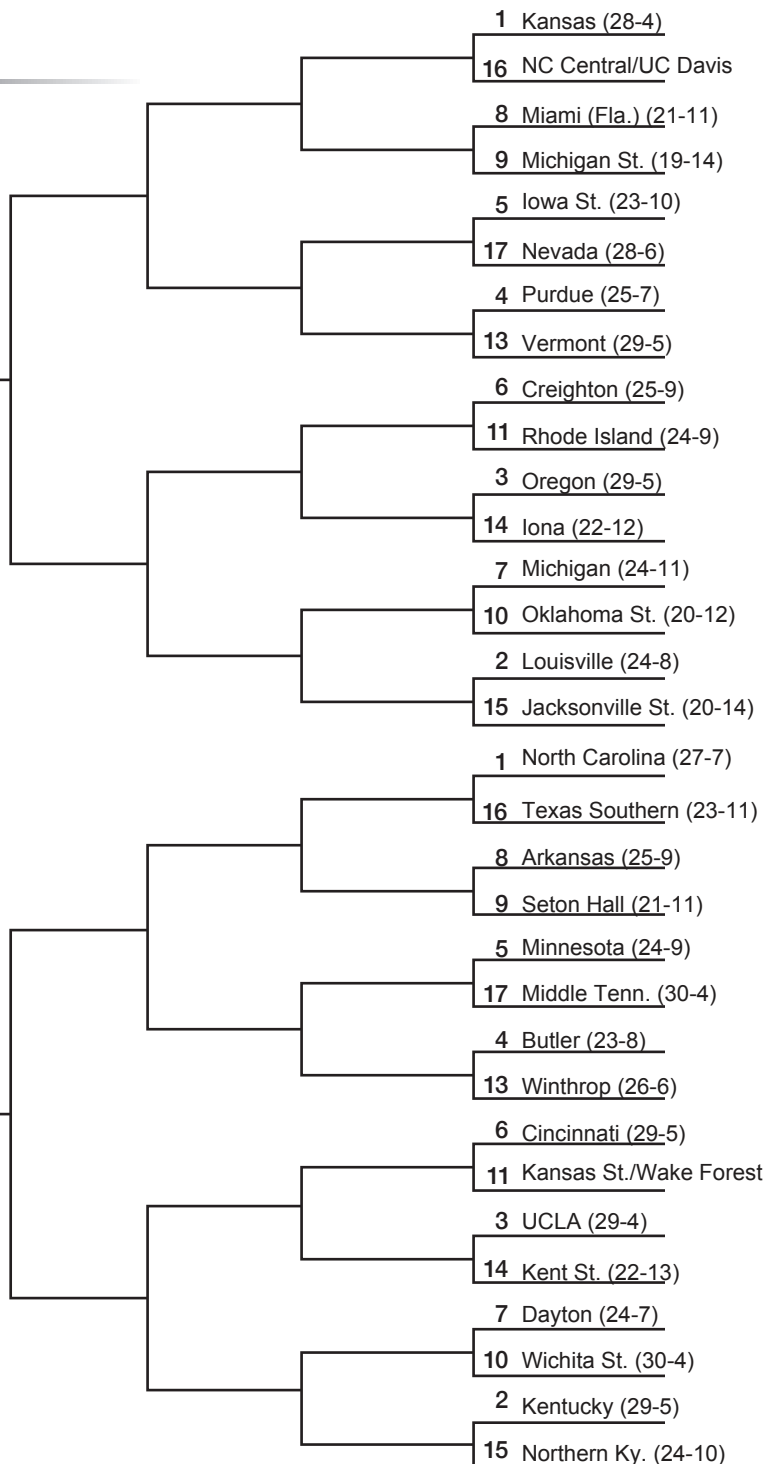 1 Kansas (28-4)
16 NC Central/UC Davis
8 Miami (Fla.) (21-11)
9 Michigan St. (19-14)
5 Iowa St. (23-10)
17 Nevada (28-6)
4 Purdue (25-7)
13 Vermont (29-5)
6 Creighton (25-9)
11 Rhode Island (24-9)
3 Oregon (29-5)
14 Iona (22-12)
7 Michigan (24-11)
10 Oklahoma St. (20-12)
2 Louisville (24-8)
15 Jacksonville St. (20-14)
1 North Carolina (27-7)
16 Texas Southern (23-11)
8 Arkansas (25-9)
9 Seton Hall (21-11)
5 Minnesota (24-9)
17 Middle Tenn. (30-4)
4 Butler (23-8)
13 Winthrop (26-6)
6 Cincinnati (29-5)
11 Kansas St./Wake Forest
3 UCLA (29-4)
14 Kent St. (22-13)
7 Dayton (24-7)
10 Wichita St. (30-4)
2 Kentucky (29-5)
15 Northern Ky. (24-10)